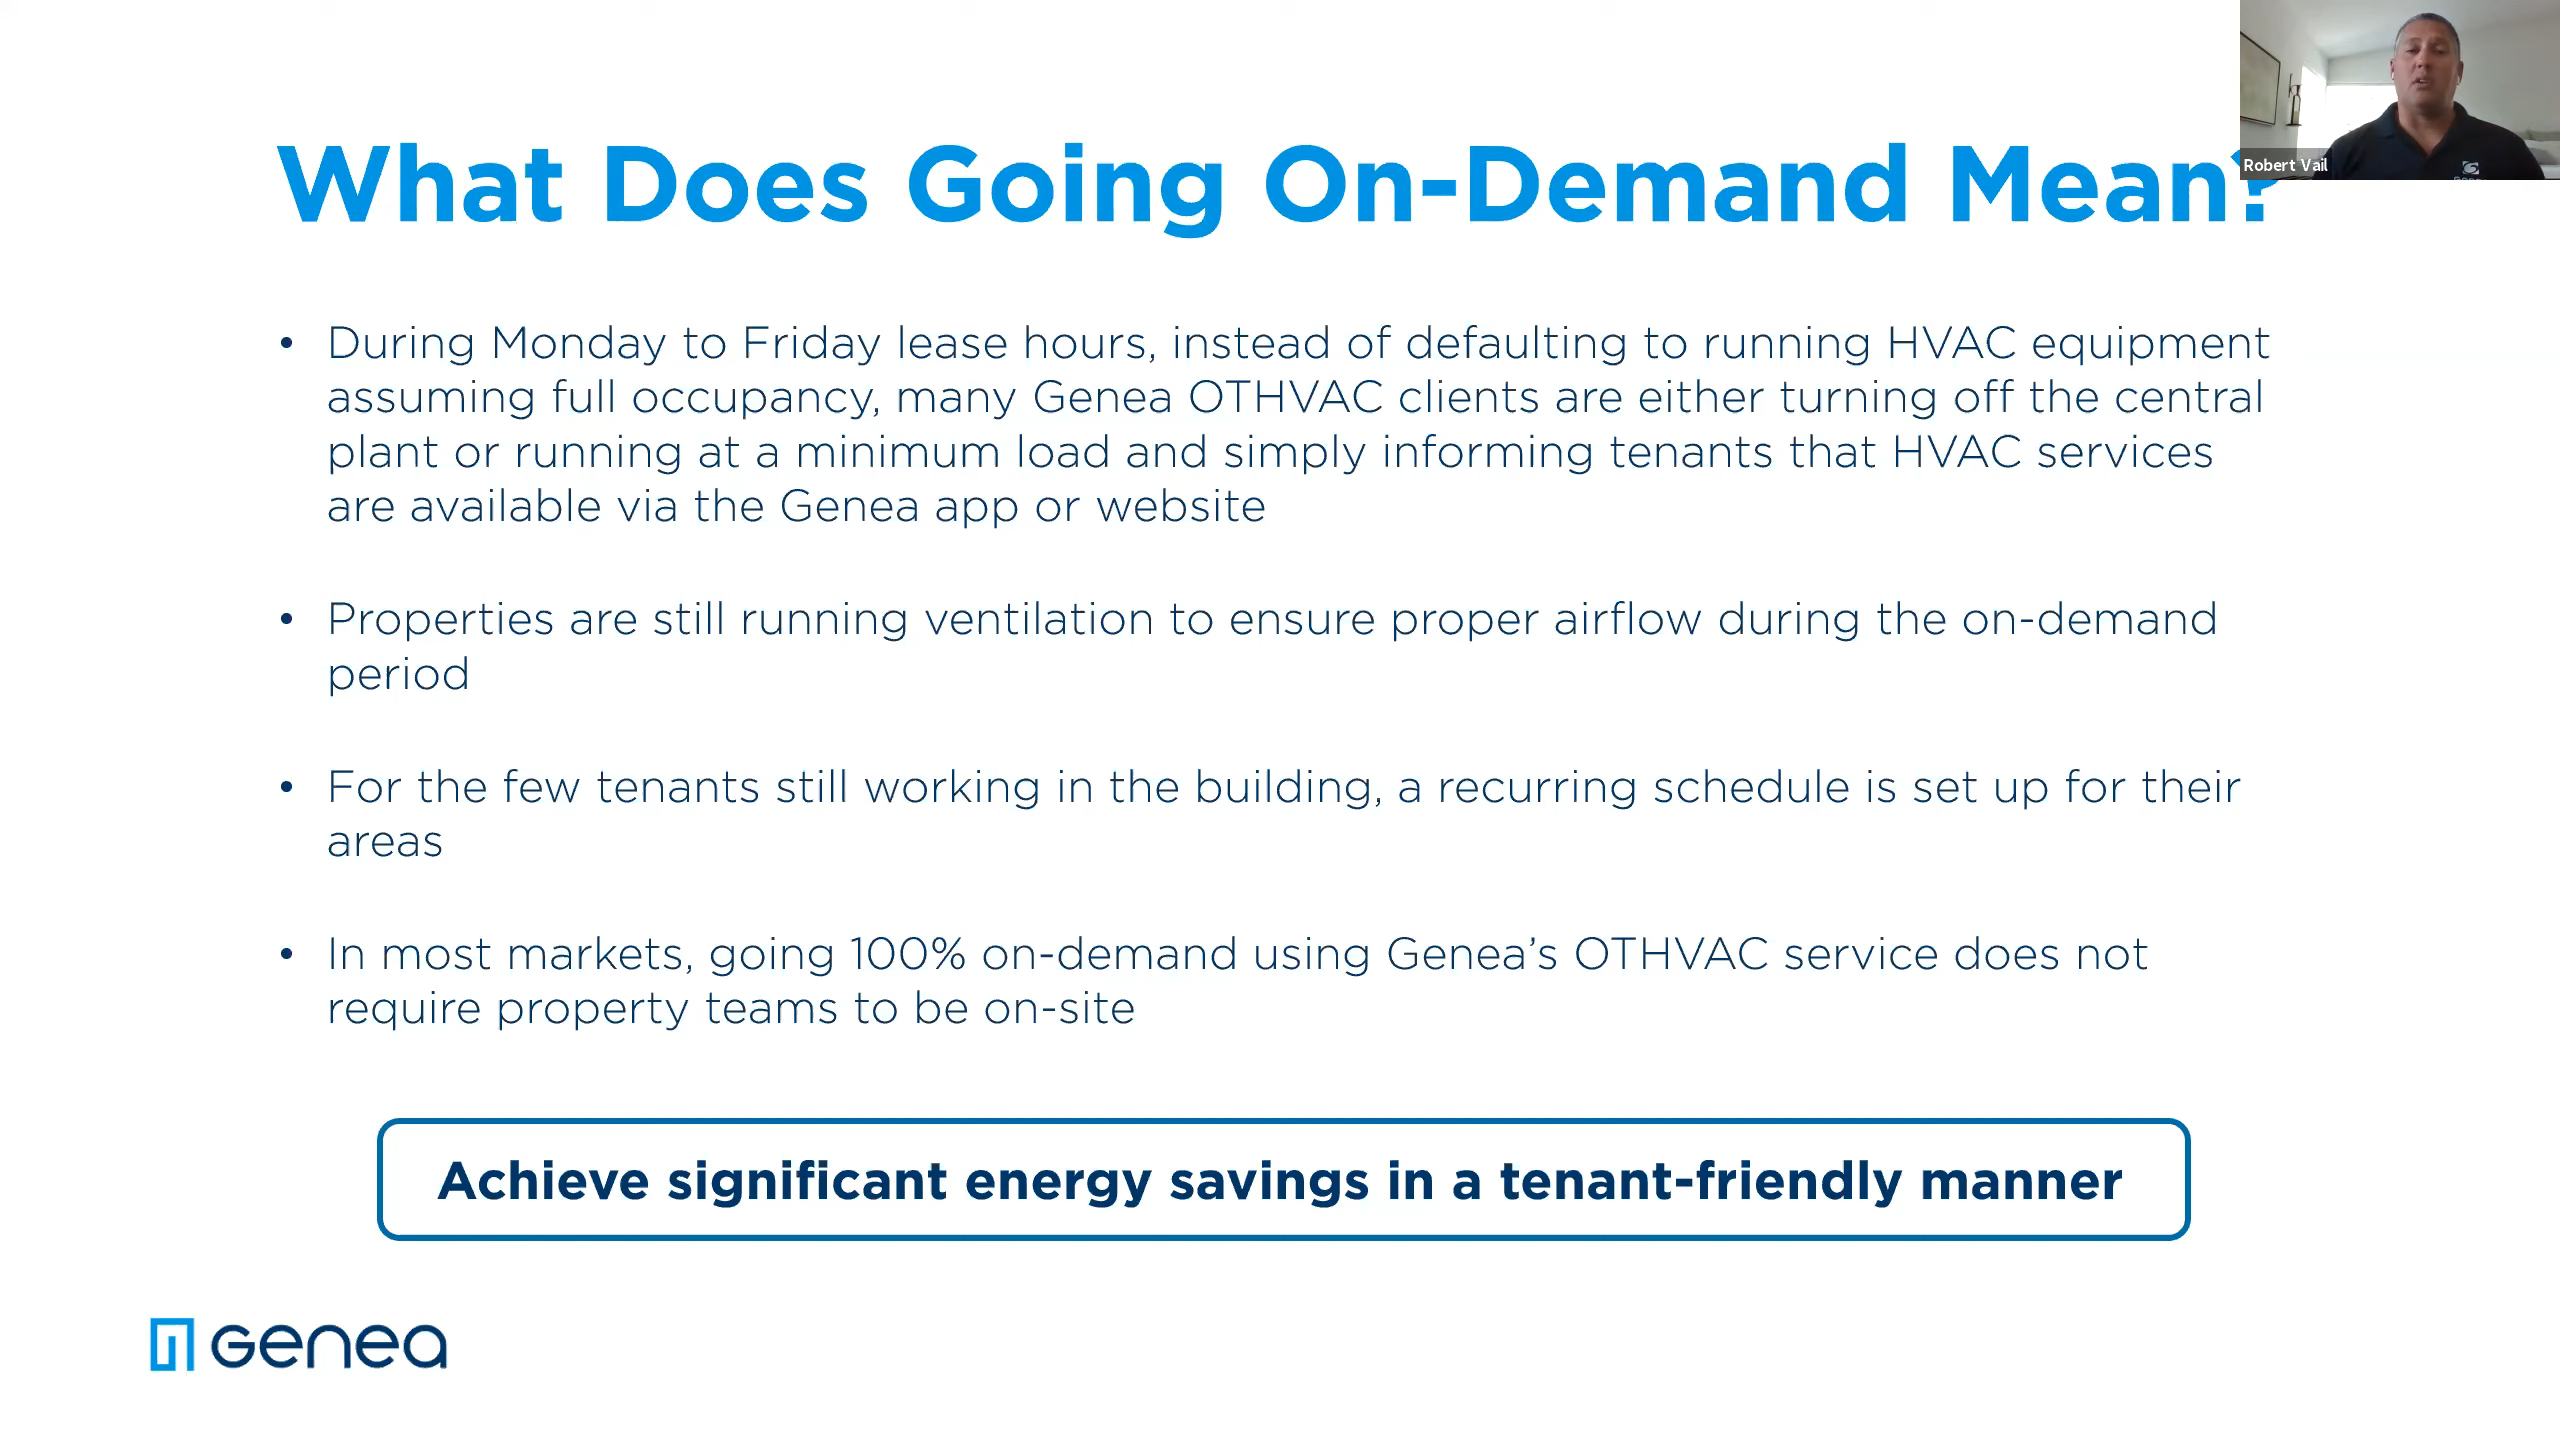 What Does Going On-Demand Mean?
Robert Vail
• During Monday to Friday lease hours, instead of defaulting to running HVAC equipment
assuming full occupancy, many Genea OTHVAC clients are either turning off the central
plant or running at a minimum load and simply informing tenants that HVAC services
are available via the Genea app or website
• Properties are still running ventilation to ensure proper airflow during the on-demand
period
• For the few tenants still working in the building, a recurring schedule is set up for their
areas
• In most markets, going 100% on-demand using Genea’s OTHVAC service does not
require property teams to be on-site
Achieve significant energy savings in a tenant-friendly manner
Genea